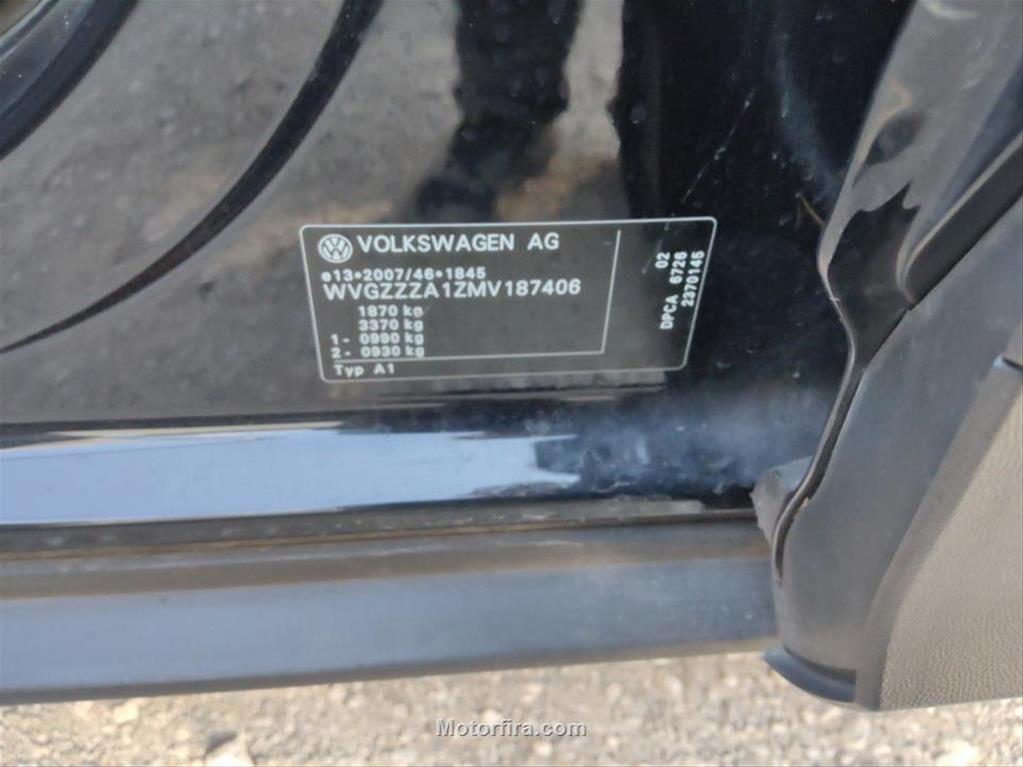 VOLKSWAGEN AG
e13*2007/46*1845
WVGZZZA1ZMV187406
1870 kg
3370 kg
1 - 0990 kg
2 - 0930 kg
Typ A1
02
DPCA 6726
2370145
Motorfira.com